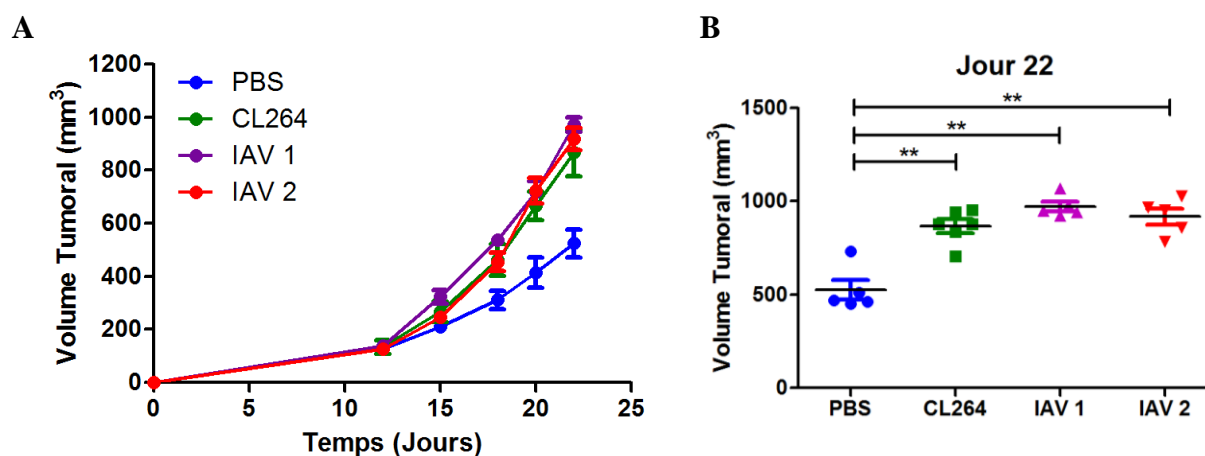 A
Volume Tumoral (mm³)
1200
1000
800
600
400
200
0
PBS
CL264
IAV 1
IAV 2
0
5
10
15
20
25
Temps (Jours)
B
Jour 22
Volume Tumoral (mm³)
1500
1000
500
0
**
**
**
PBS
CL264
IAV 1
IAV 2